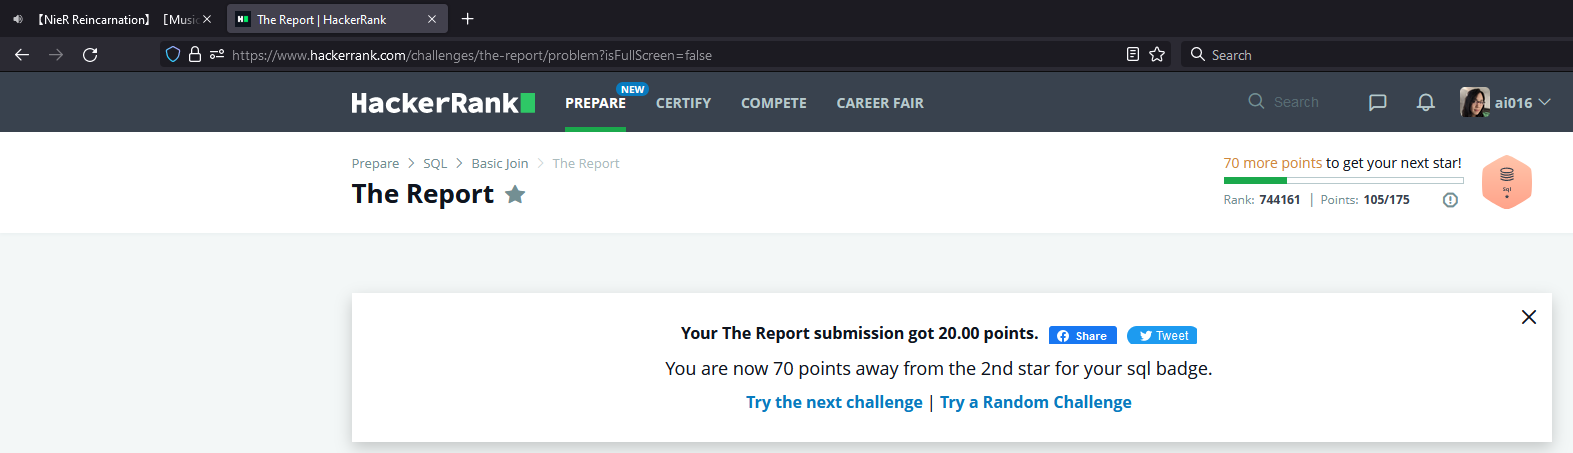 【NieR Reincarnation】 [Music
The Report | HackerRank
https://www.hackerrank.com/challenges/the-report/problem?isFullScreen=false
Search
HackerRank
PREPARE
NEW
CERTIFY
COMPETE
CAREER FAIR
Search
ai016
Prepare > SQL > Basic Join > The Report
The Report
70 more points to get your next star!
Rank: 744161 | Points: 105/175
Sql
Your The Report submission got 20.00 points.
Share
Tweet
You are now 70 points away from the 2nd star for your sql badge.
Try the next challenge | Try a Random Challenge